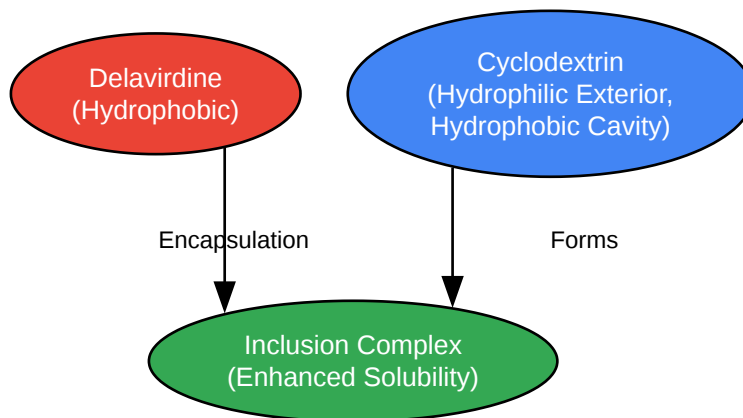 Delavirdine
(Hydrophobic)
Cyclodextrin
(Hydrophilic Exterior,
Hydrophobic Cavity)
Encapsulation
Forms
Inclusion Complex
(Enhanced Solubility)